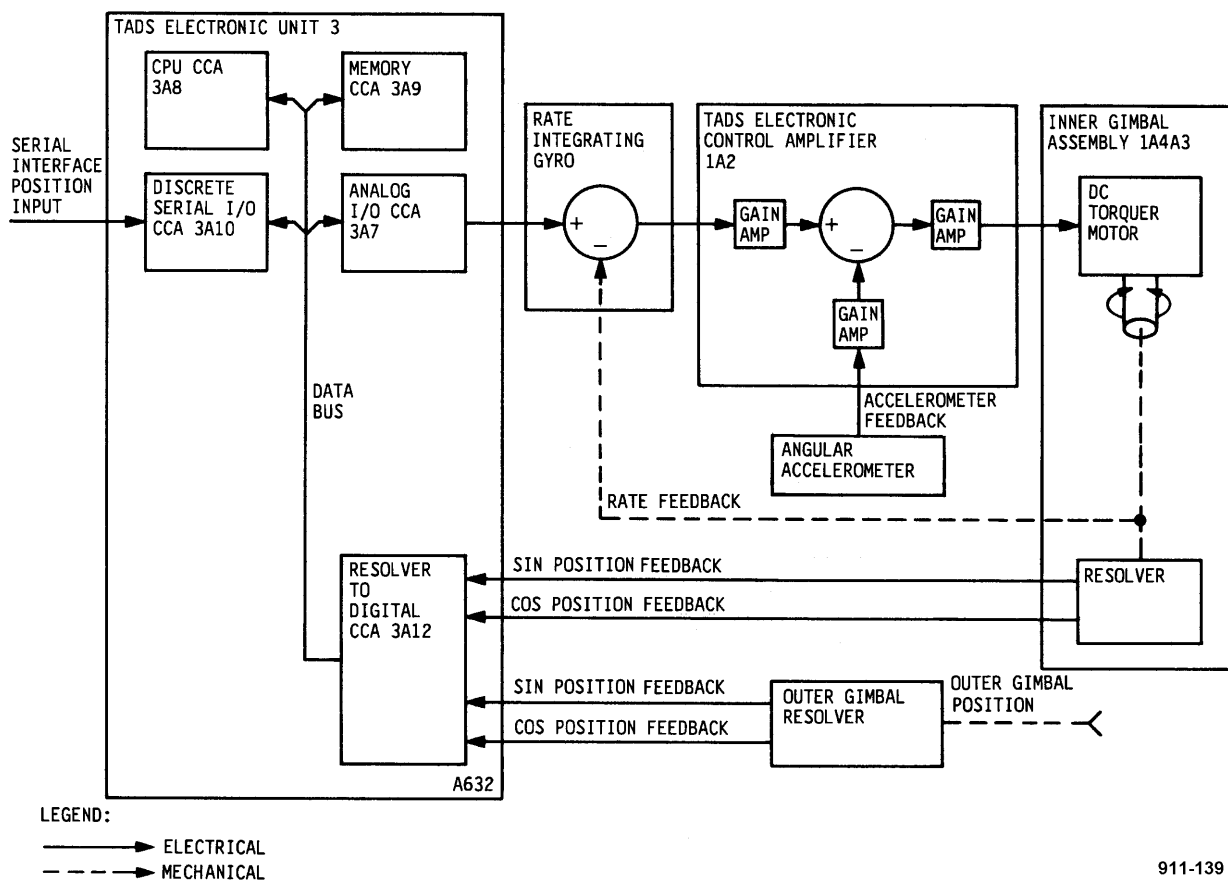 TADS ELECTRONIC UNIT 3
CPU CCA
3A8
MEMORY
CCA 3A9
SERIAL
INTERFACE
POSITION
INPUT
DISCRETE
SERIAL I/O
CCA 3A10
ANALOG
I/O CCA
3A7
RATE
INTEGRATING
GYRO
+
−
TADS ELECTRONIC
CONTROL AMPLIFIER
1A2
GAIN
AMP
+
−
GAIN
AMP
GAIN
AMP
INNER GIMBAL
ASSEMBLY 1A4A3
DC
TORQUER
MOTOR
DATA
BUS
ACCELEROMETER
FEEDBACK
ANGULAR
ACCELEROMETER
RATE FEEDBACK
RESOLVER
TO
DIGITAL
CCA 3A12
SIN POSITION FEEDBACK
COS POSITION FEEDBACK
RESOLVER
SIN POSITION FEEDBACK
COS POSITION FEEDBACK
OUTER GIMBAL
RESOLVER
OUTER GIMBAL
POSITION
A632
LEGEND:
ELECTRICAL
MECHANICAL
911-139